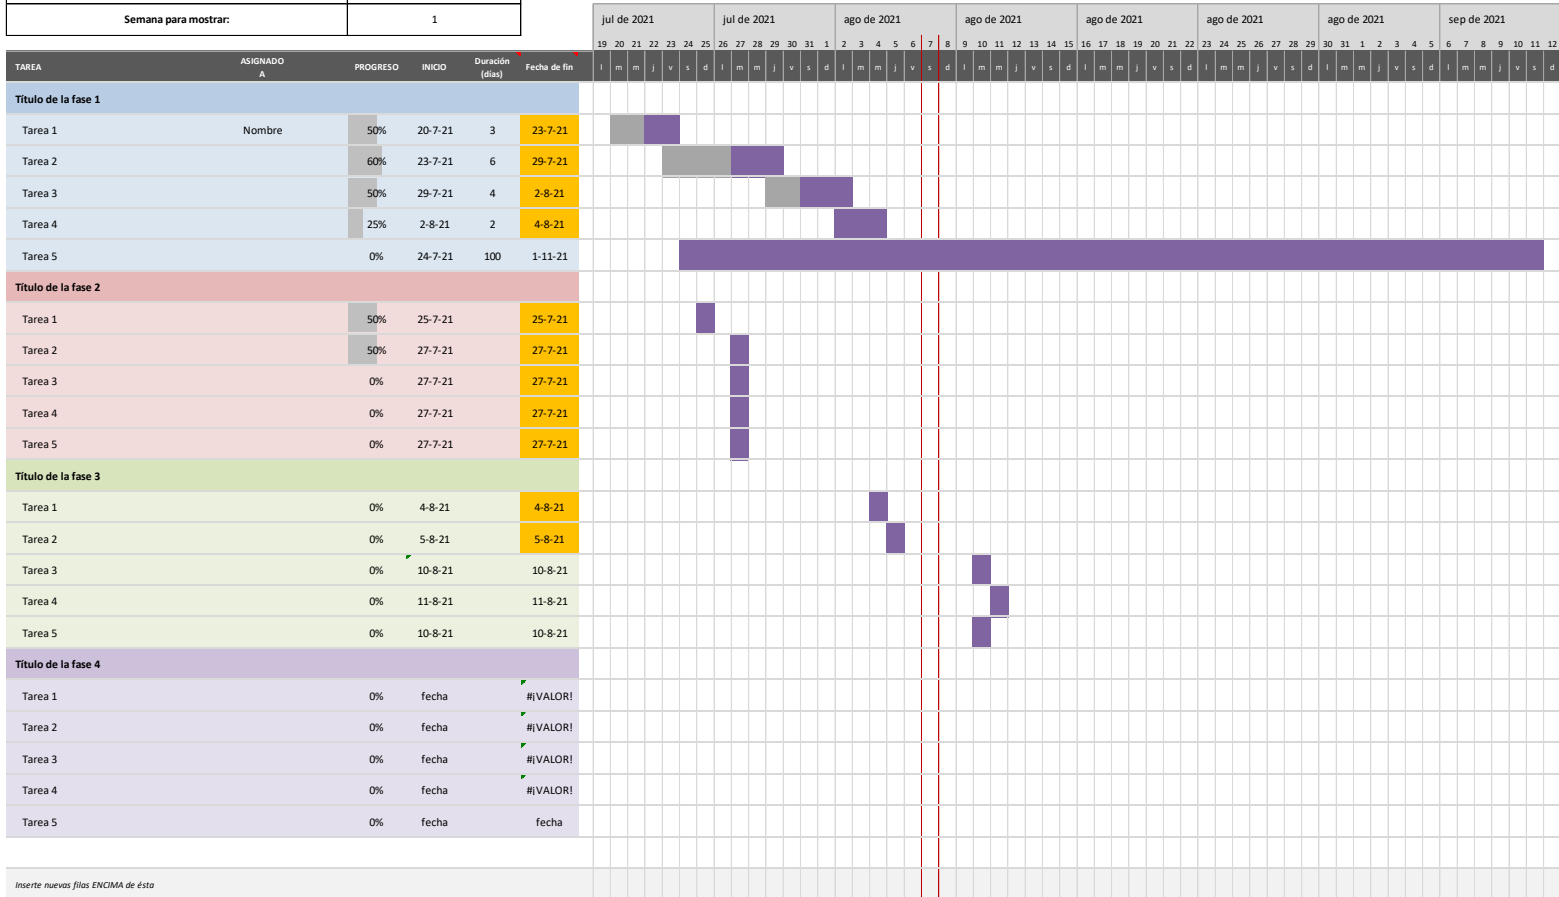 Semana para mostrar: 1
jul de 2021 jul de 2021 ago de 2021 ago de 2021 ago de 2021 ago de 2021 ago de 2021 sep de 2021
19 20 21 22 23 24 25 26 27 28 29 30 31 1 2 3 4 5 6 7 8 9 10 11 12 13 14 15 16 17 18 19 20 21 22 23 24 25 26 27 28 29 30 31 1 2 3 4 5 6 7 8 9 10 11 12
TAREA ASIGNADO A PROGRESO INICIO Duración (días) Fecha de fin l m m j v s d l m m j v s d l m m j v s d l m m j v s d l m m j v s d l m m j v s d l m m j v s d l m m j v s d
Título de la fase 1
Tarea 1 Nombre 50% 20-7-21 3 23-7-21
Tarea 2 60% 23-7-21 6 29-7-21
Tarea 3 50% 29-7-21 4 2-8-21
Tarea 4 25% 2-8-21 2 4-8-21
Tarea 5 0% 24-7-21 100 1-11-21
Título de la fase 2
Tarea 1 50% 25-7-21 25-7-21
Tarea 2 50% 27-7-21 27-7-21
Tarea 3 0% 27-7-21 27-7-21
Tarea 4 0% 27-7-21 27-7-21
Tarea 5 0% 27-7-21 27-7-21
Título de la fase 3
Tarea 1 0% 4-8-21 4-8-21
Tarea 2 0% 5-8-21 5-8-21
Tarea 3 0% 10-8-21 10-8-21
Tarea 4 0% 11-8-21 11-8-21
Tarea 5 0% 10-8-21 10-8-21
Título de la fase 4
Tarea 1 0% fecha #¡VALOR!
Tarea 2 0% fecha #¡VALOR!
Tarea 3 0% fecha #¡VALOR!
Tarea 4 0% fecha #¡VALOR!
Tarea 5 0% fecha fecha
Inserte nuevas filas ENCIMA de ésta